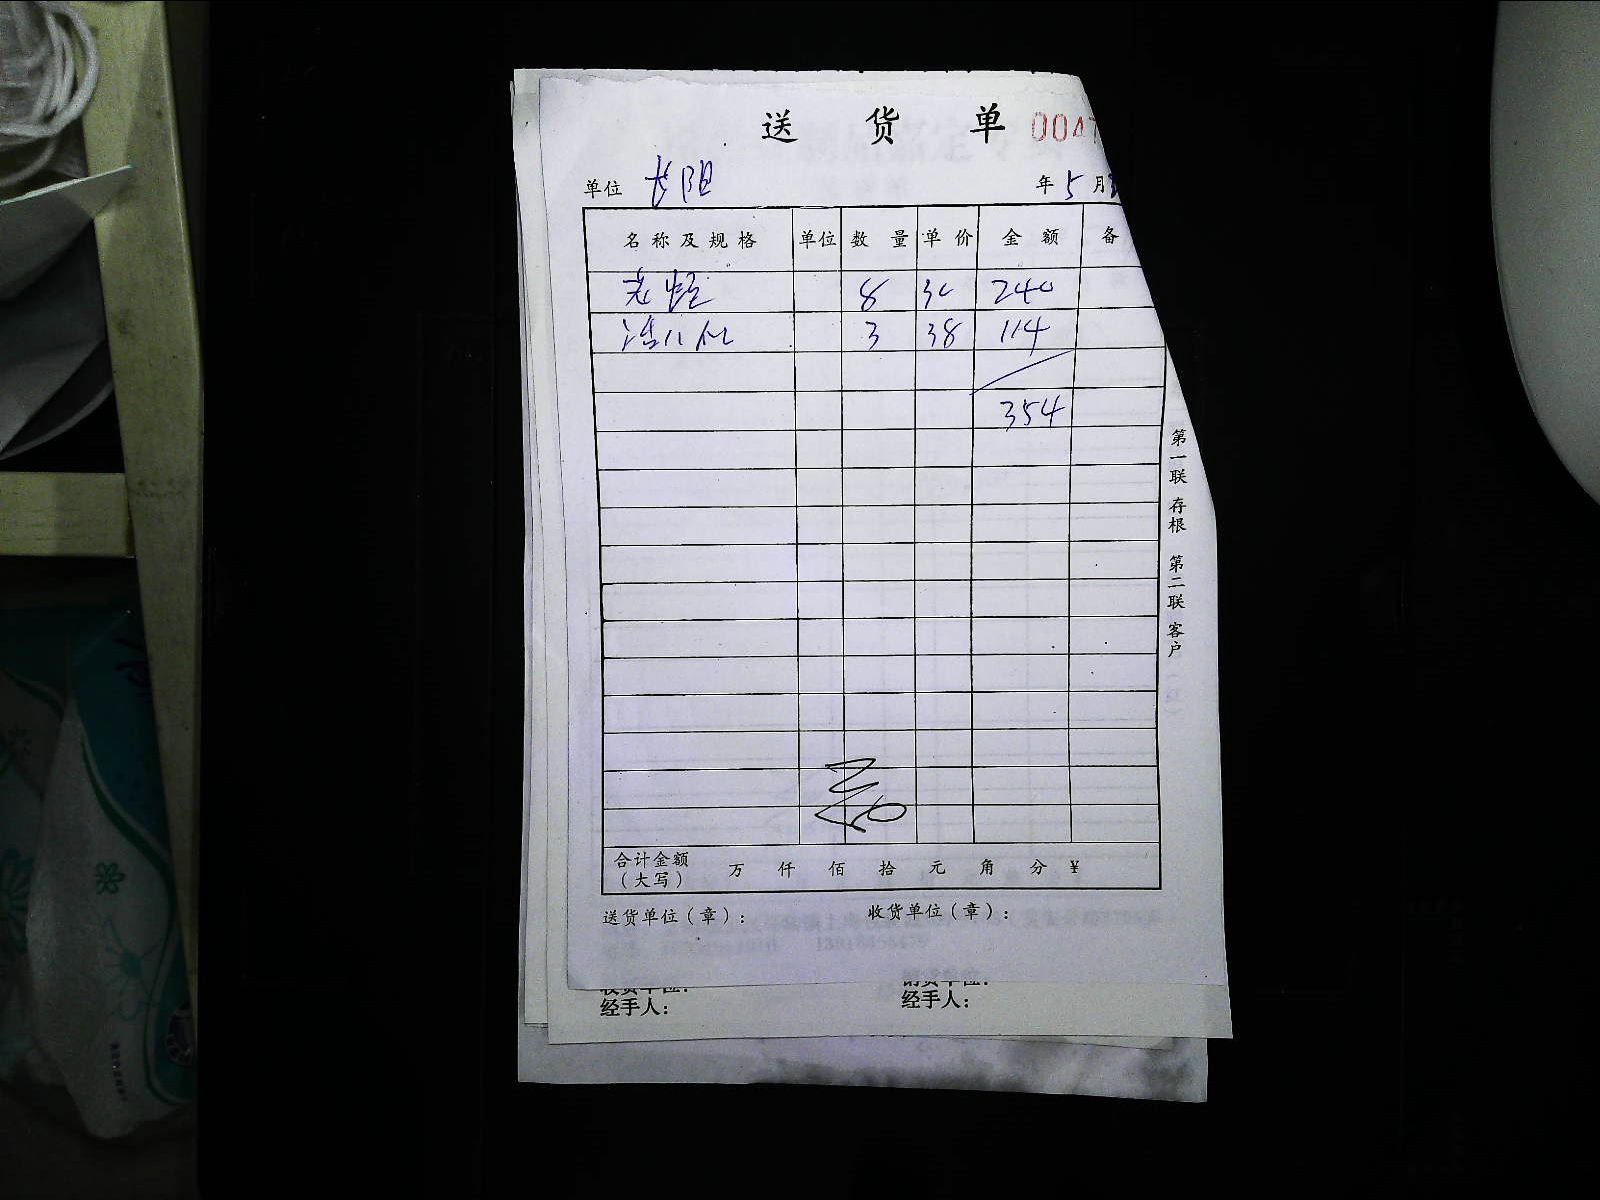 送 货 单 0047
单位 长阳 年 5 月
名 称 及 规 格 单位 数 量 单 价 金 额 备
8 30 240
3 38 114
354
第一联 存根 第二联 客户
合计金额（大写） 万 仟 佰 拾 元 角 分 ¥
送货单位（章）： 收货单位（章）：
经手人： 经手人：